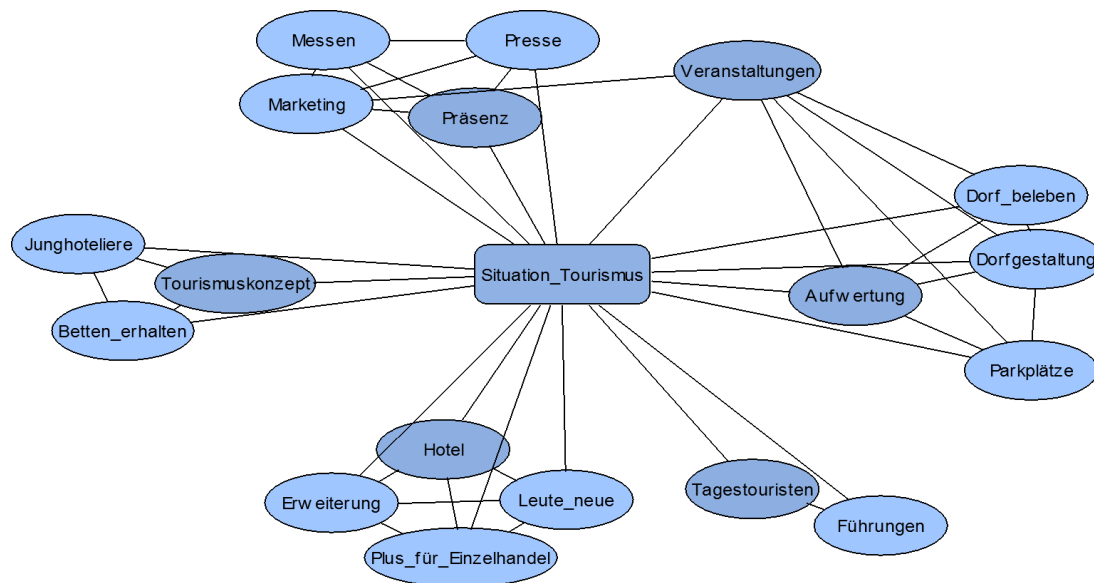 Messen
Presse
Veranstaltungen
Marketing
Präsenz
Dorf_beleben
Junghoteliere
Dorfgestaltung
Situation_Tourismus
Tourismuskonzept
Aufwertung
Betten_erhalten
Parkplätze
Hotel
Tagestouristen
Erweiterung
Leute_neue
Führungen
Plus_für_Einzelhandel